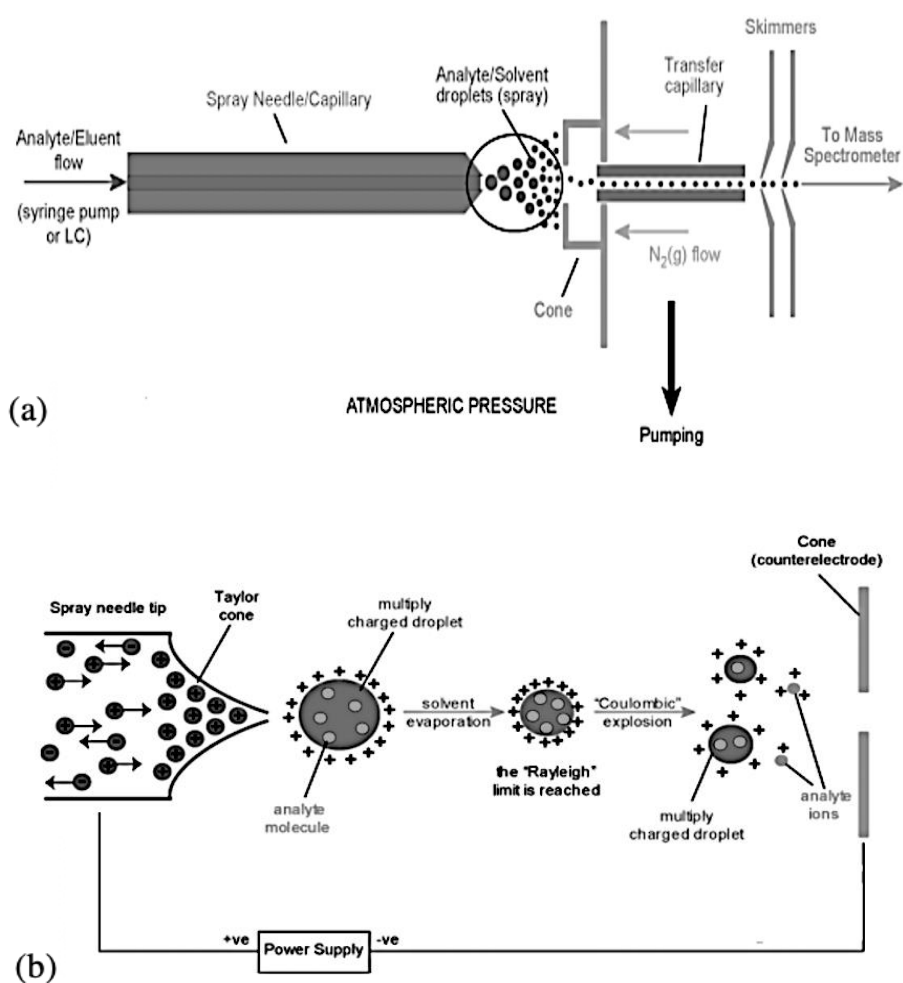 Skimmers
Analyte/Solvent
droplets (spray)
Transfer
capillary
Spray Needle/Capillary
Analyte/Eluent
flow
To Mass
Spectrometer
(syringe pump
or LC)
N₂(g) flow
Cone
(a)
ATMOSPHERIC PRESSURE
Pumping
Cone
(counterelectrode)
Spray needle tip
Taylor
cone
multiply
charged droplet
solvent
evaporation
"Coulombic"
explosion
the "Rayleigh"
limit is reached
analyte
molecule
multiply
charged droplet
analyte
ions
+ve
Power Supply
-ve
(b)